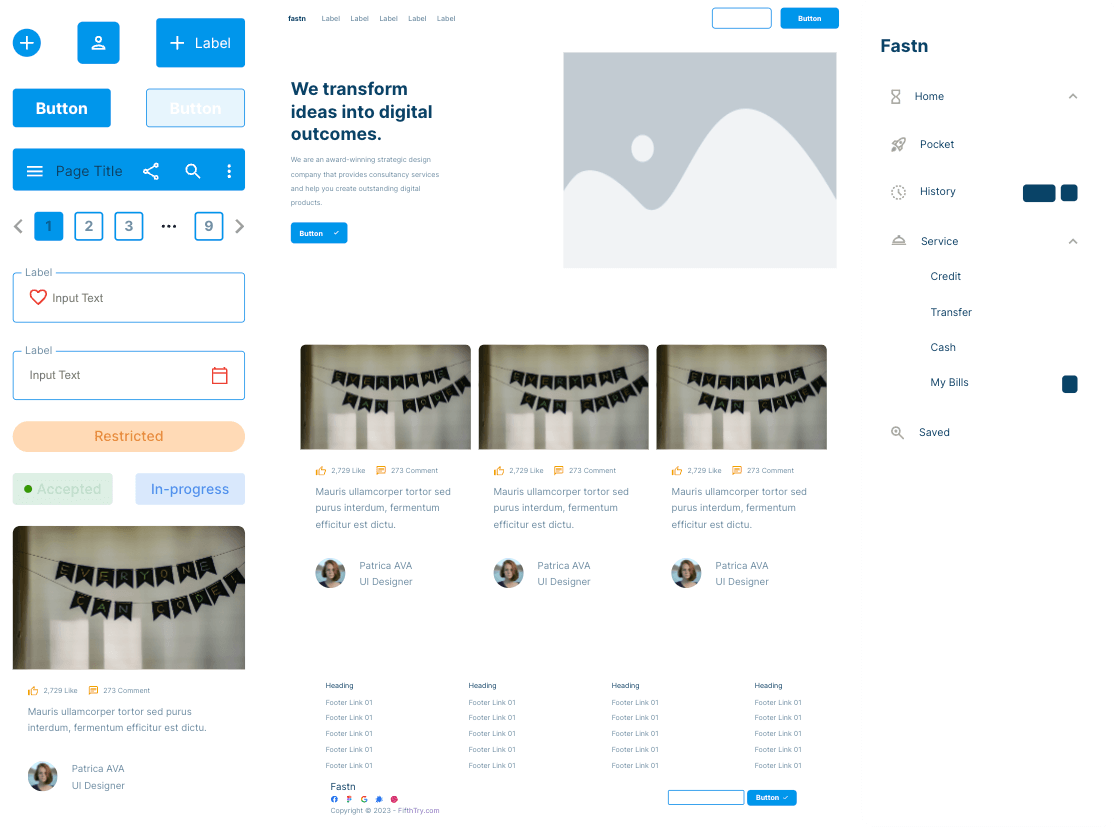 Label
Button
Button
Page Title
1
2
3
...
9
Label
Input Text
Label
Input Text
Restricted
Accepted
In-progress
EVERYONE
CAN CODE!
2,729 Like
273 Comment
Mauris ullamcorper tortor sed purus
interdum, fermentum efficitur est dictu.
Patrica AVA
UI Designer
fastn
Label
Label
Label
Label
Label
Button
We transform
ideas into digital
outcomes.
We are an award-winning strategic design
company that provides consultancy services
and help you create outstanding digital
products.
Button
EVERYONE
CAN CODE
2,729 Like
273 Comment
Mauris ullamcorper tortor sed
purus interdum, fermentum
efficitur est dictu.
Patrica AVA
UI Designer
EVERYONE
CAN CODE
2,729 Like
273 Comment
Mauris ullamcorper tortor sed
purus interdum, fermentum
efficitur est dictu.
Patrica AVA
UI Designer
EVERYONE
CAN CODE
2,729 Like
273 Comment
Mauris ullamcorper tortor sed
purus interdum, fermentum
efficitur est dictu.
Patrica AVA
UI Designer
Heading
Footer Link 01
Footer Link 01
Footer Link 01
Footer Link 01
Footer Link 01
Heading
Footer Link 01
Footer Link 01
Footer Link 01
Footer Link 01
Footer Link 01
Heading
Footer Link 01
Footer Link 01
Footer Link 01
Footer Link 01
Footer Link 01
Heading
Footer Link 01
Footer Link 01
Footer Link 01
Footer Link 01
Footer Link 01
Fastn
Copyright © 2023 - FifthTry.com
Button
Fastn
Home
Pocket
History
Service
Credit
Transfer
Cash
My Bills
Saved